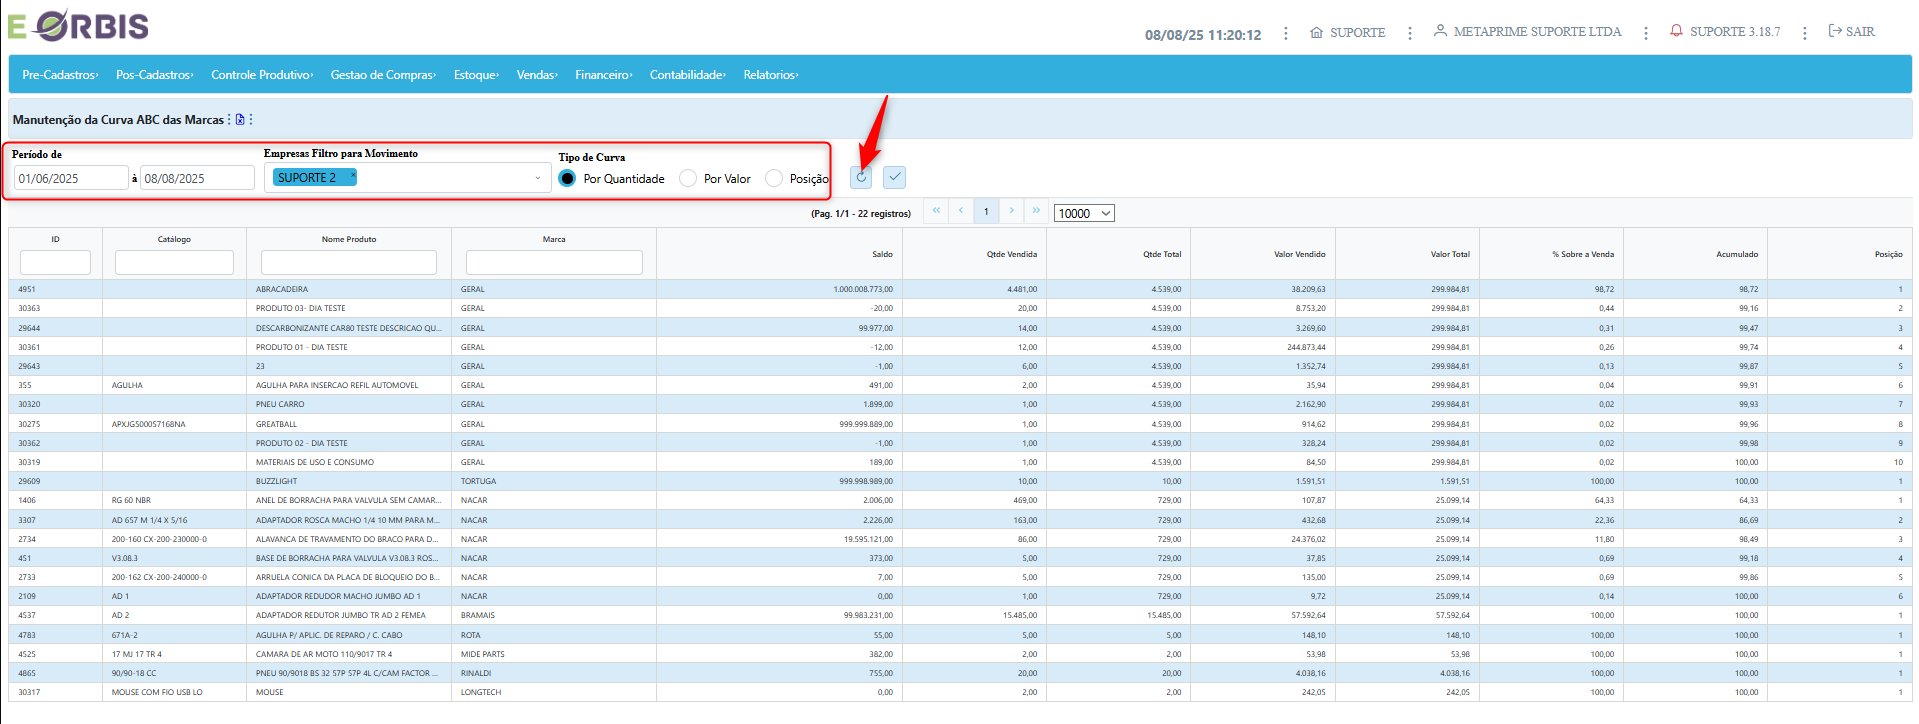 E ORBIS
08/08/25 11:20:12 ⋮ SUPORTE ⋮ METAPRIME SUPORTE LTDA ⋮ SUPORTE 3.18.7 ⋮ SAIR
Pre-Cadastros› Pos-Cadastros› Controle Produtivo› Gestao de Compras› Estoque› Vendas› Financeiro› Contabilidade› Relatorios›
Manutenção da Curva ABC das Marcas ⋮ ⋮
Período de Empresas Filtro para Movimento Tipo de Curva
01/06/2025 à 08/08/2025 SUPORTE 2 × Por Quantidade Por Valor Posição
(Pag. 1/1 - 22 registros) « ‹ 1 › » 10000
ID Catálogo Nome Produto Marca Saldo Qtde Vendida Qtde Total Valor Vendido Valor Total % Sobre a Venda Acumulado Posição
4951 ABRACADEIRA GERAL 1.000.008.773,00 4.481,00 4.539,00 38.209,63 299.984,81 98,72 98,72 1
30363 PRODUTO 03- DIA TESTE GERAL -20,00 20,00 4.539,00 8.753,20 299.984,81 0,44 99,16 2
29644 DESCARBONIZANTE CAR80 TESTE DESCRICAO QU... GERAL 99.977,00 14,00 4.539,00 3.269,60 299.984,81 0,31 99,47 3
30361 PRODUTO 01 - DIA TESTE GERAL -12,00 12,00 4.539,00 244.873,44 299.984,81 0,26 99,74 4
29643 23 GERAL -1,00 6,00 4.539,00 1.352,74 299.984,81 0,13 99,87 5
355 AGULHA AGULHA PARA INSERCAO REFIL AUTOMOVEL GERAL 491,00 2,00 4.539,00 35,94 299.984,81 0,04 99,91 6
30320 PNEU CARRO GERAL 1.899,00 1,00 4.539,00 2.162,90 299.984,81 0,02 99,93 7
30275 APXJG500057168NA GREATBALL GERAL 999.999.889,00 1,00 4.539,00 914,62 299.984,81 0,02 99,96 8
30362 PRODUTO 02 - DIA TESTE GERAL -1,00 1,00 4.539,00 328,24 299.984,81 0,02 99,98 9
30319 MATERIAIS DE USO E CONSUMO GERAL 189,00 1,00 4.539,00 84,50 299.984,81 0,02 100,00 10
29609 BUZZLIGHT TORTUGA 999.998.989,00 10,00 10,00 1.591,51 1.591,51 100,00 100,00 1
1406 RG 60 NBR ANEL DE BORRACHA PARA VALVULA SEM CAMAR... NACAR 2.006,00 469,00 729,00 107,87 25.099,14 64,33 64,33 1
3307 AD 657 M 1/4 X 5/16 ADAPTADOR ROSCA MACHO 1/4 10 MM PARA M... NACAR 2.226,00 163,00 729,00 432,68 25.099,14 22,36 86,69 2
2734 200-160 CX-200-230000-0 ALAVANCA DE TRAVAMENTO DO BRACO PARA D... NACAR 19.595.121,00 86,00 729,00 24.376,02 25.099,14 11,80 98,49 3
451 V3.08.3 BASE DE BORRACHA PARA VALVULA V3.08.3 ROS... NACAR 373,00 5,00 729,00 37,85 25.099,14 0,69 99,18 4
2733 200-162 CX-200-240000-0 ARRUELA CONICA DA PLACA DE BLOQUEIO DO B... NACAR 7,00 5,00 729,00 135,00 25.099,14 0,69 99,86 5
2109 AD 1 ADAPTADOR REDUDOR MACHO JUMBO AD 1 NACAR 0,00 1,00 729,00 9,72 25.099,14 0,14 100,00 6
4537 AD 2 ADAPTADOR REDUTOR JUMBO TR AD 2 FEMEA BRAMAIS 99.983.231,00 15.485,00 15.485,00 57.592,64 57.592,64 100,00 100,00 1
4783 671A-2 AGULHA P/ APLIC. DE REPARO / C. CABO ROTA 55,00 5,00 5,00 148,10 148,10 100,00 100,00 1
4525 17 MJ 17 TR 4 CAMARA DE AR MOTO 110/9017 TR 4 MIDE PARTS 382,00 2,00 2,00 53,98 53,98 100,00 100,00 1
4865 90/90-18 CC PNEU 90/9018 BS 32 57P 57P 4L C/CAM FACTOR ... RINALDI 755,00 20,00 20,00 4.038,16 4.038,16 100,00 100,00 1
30317 MOUSE COM FIO USB LO MOUSE LONGTECH 0,00 2,00 2,00 242,05 242,05 100,00 100,00 1